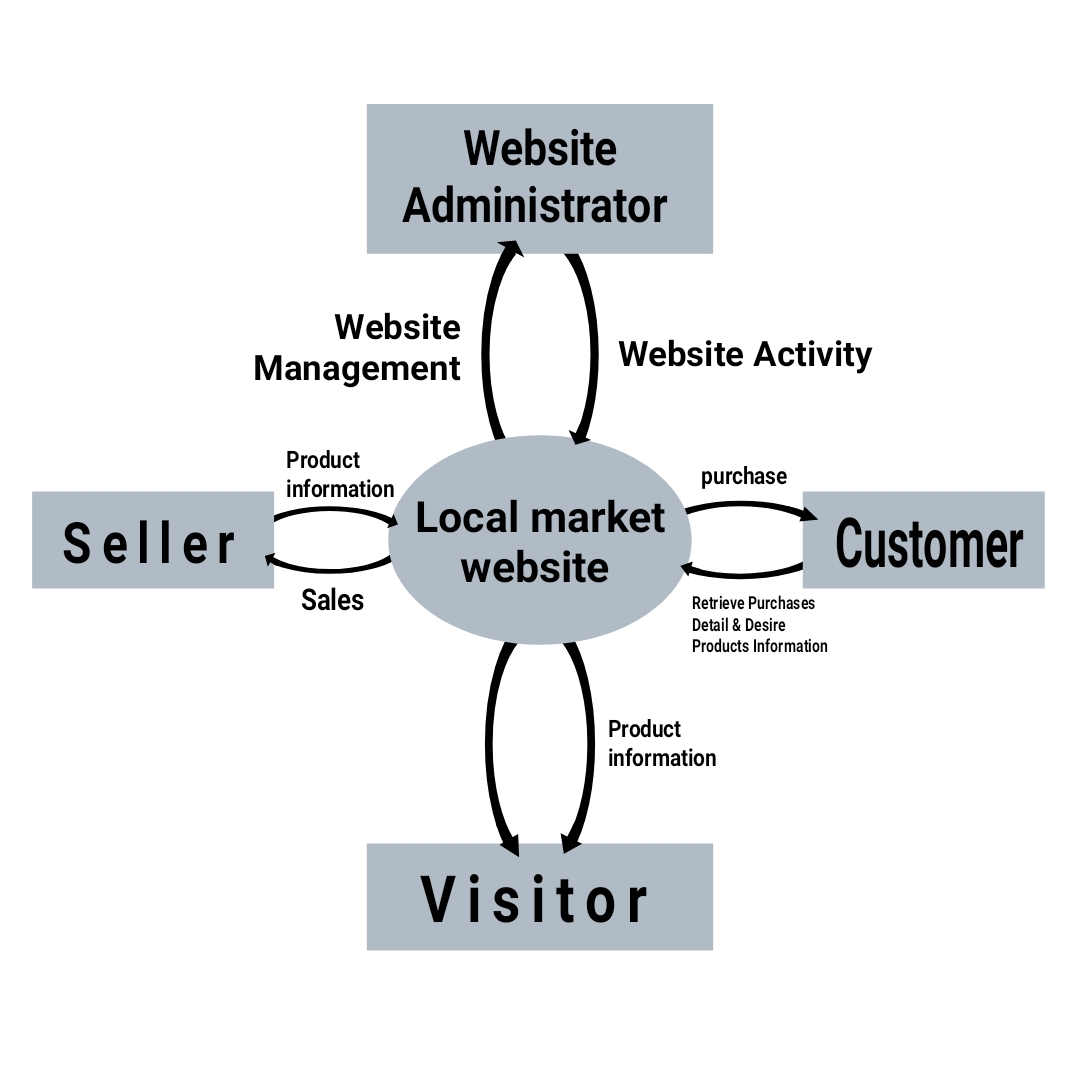 Website
Administrator
Website
Management
Website Activity
Product
information
purchase
Seller
Local market
website
Customer
Sales
Retrieve Purchases
Detail & Desire
Products Information
Product
information
Visitor